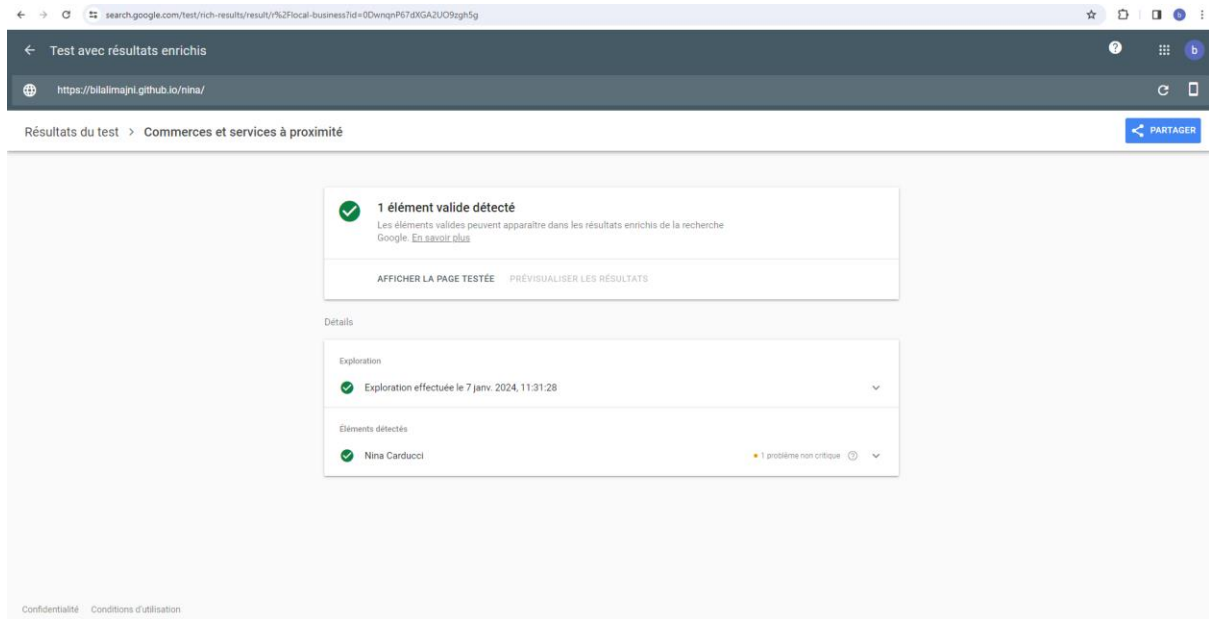 search.google.com/test/rich-results/result/r%2Flocal-business?id=0DwnqnP67dXGA2UO9zgh5g
Test avec résultats enrichis
b
https://bilalimajni.github.io/nina/
Résultats du test > Commerces et services à proximité
PARTAGER
1 élément valide détecté
Les éléments valides peuvent apparaître dans les résultats enrichis de la recherche
Google. En savoir plus
AFFICHER LA PAGE TESTÉE PRÉVISUALISER LES RÉSULTATS
Détails
Exploration
Exploration effectuée le 7 janv. 2024, 11:31:28
Éléments détectés
Nina Carducci 1 problème non critique
Confidentialité Conditions d'utilisation